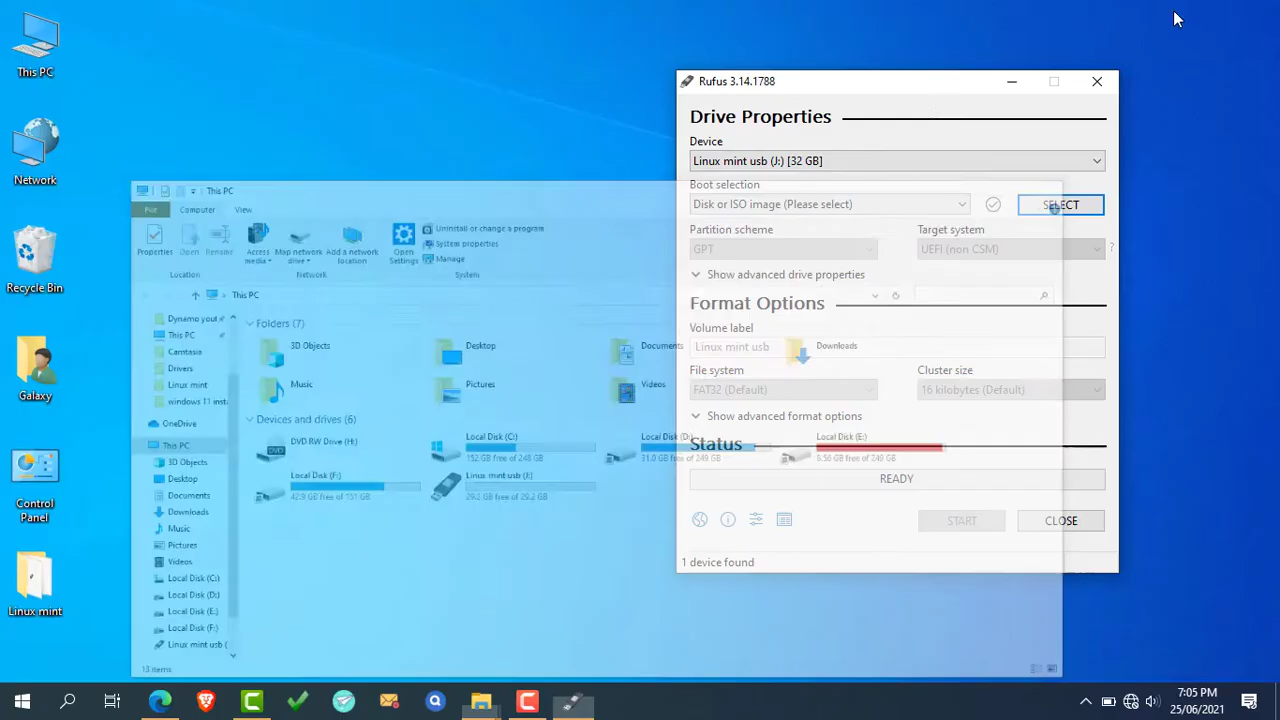 This PC
Network
Recycle Bin
Galaxy
Control
Panel
Linux mint
Rufus 3.14.1788
Drive Properties
Device
Linux mint usb (J:) [32 GB]
Boot selection
Disk or ISO image (Please select)
SELECT
Partition scheme
Target system
GPT
UEFI (non CSM)
?
Show advanced drive properties
Format Options
Volume label
Linux mint usb
File system
Cluster size
FAT32 (Default)
16 kilobytes (Default)
Show advanced format options
Status
READY
START
CLOSE
1 device found
This PC
File
Computer
View
Properties
Open
Rename
Access
media
Map network
drive
Add a network
location
Open
Settings
Uninstall or change a program
System properties
Manage
Location
Network
System
This PC
Dynamo yout
This PC
Camtasia
Drivers
Linux mint
windows 11 inst
OneDrive
This PC
3D Objects
Desktop
Documents
Downloads
Music
Pictures
Videos
Local Disk (C:)
Local Disk (D:)
Local Disk (E:)
Local Disk (F:)
Linux mint usb (
Folders (7)
3D Objects
Desktop
Documents
Downloads
Music
Pictures
Videos
Devices and drives (6)
DVD RW Drive (H:)
Local Disk (C:)
152 GB free of 248 GB
Local Disk (D:)
31.0 GB free of 249 GB
Local Disk (E:)
6.56 GB free of 249 GB
Local Disk (F:)
42.9 GB free of 151 GB
Linux mint usb (J:)
29.2 GB free of 29.2 GB
13 items
7:05 PM
25/06/2021